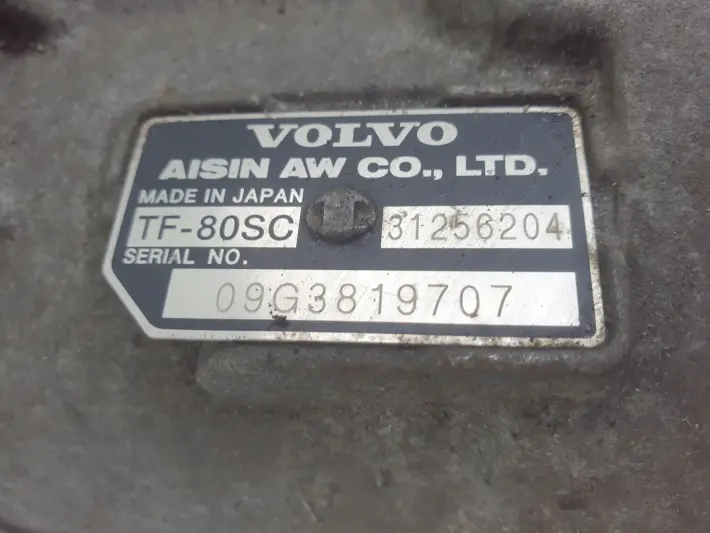 VOLVO
AISIN AW CO., LTD.
MADE IN JAPAN
TF-80SC 31256204
SERIAL NO.
09G3819707